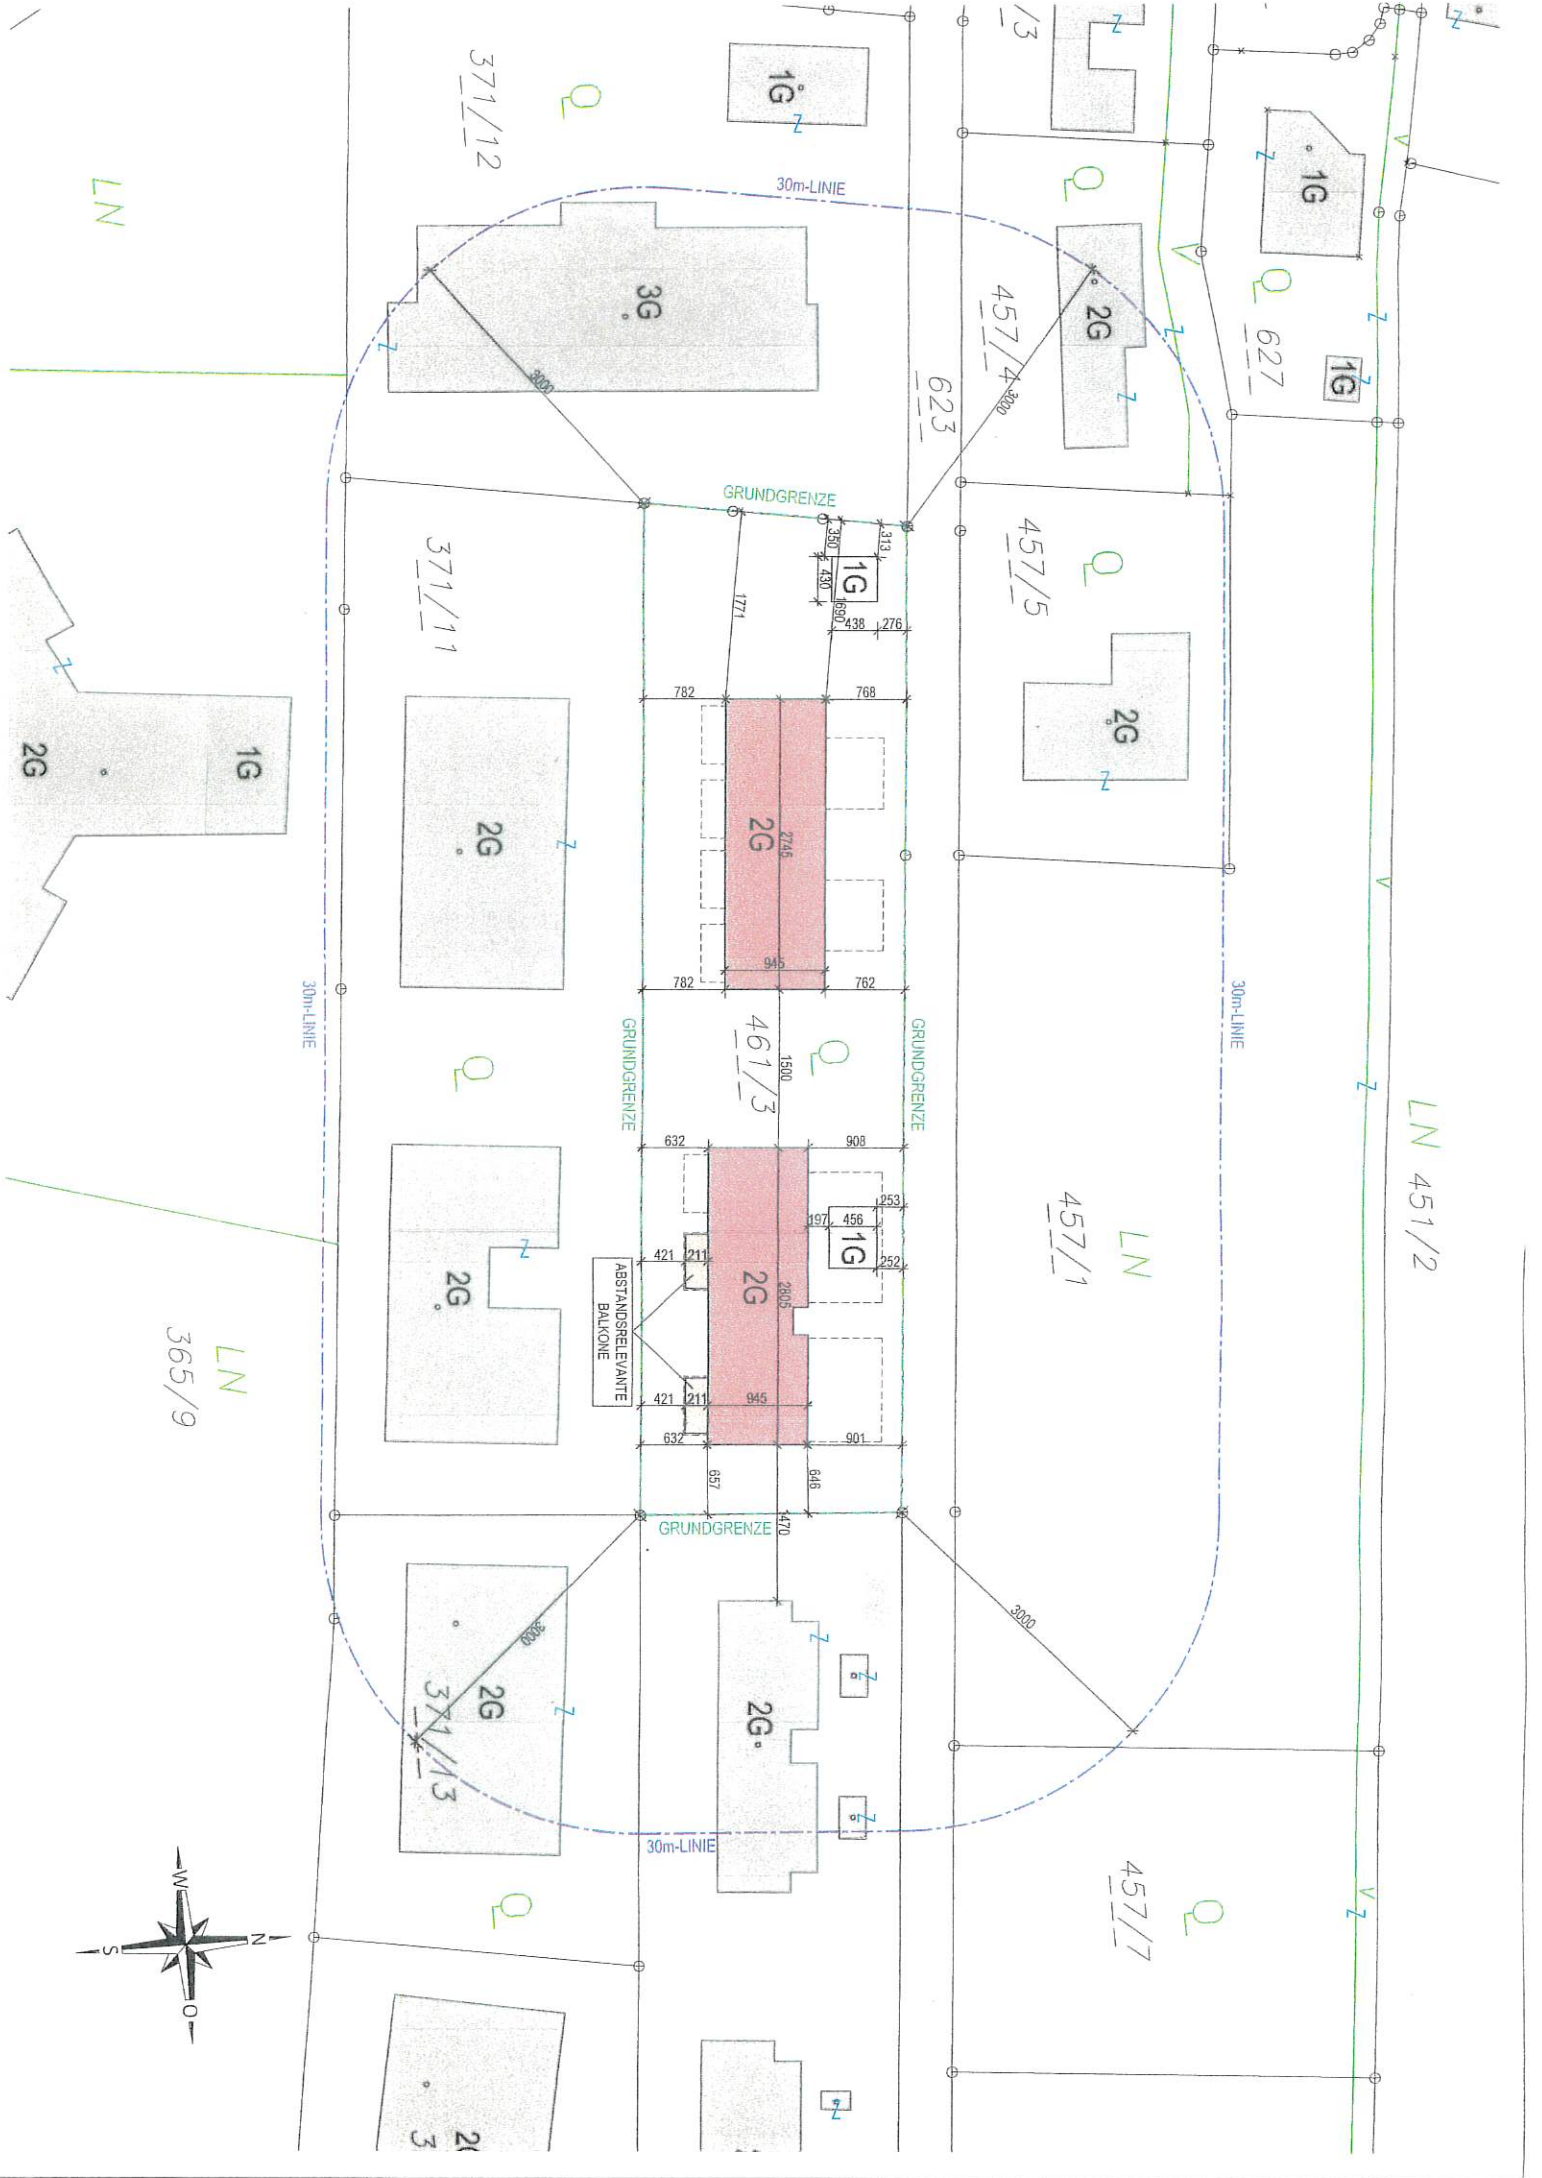 /3
Z
Z
371/12
Q
1G
Z
1G
Z
V
LN
30m-LINIE
Q
V
Q
627
3G
Z
3000
2G
457/4
3000
623
Z
Z
Z
1G
Z
GRUNDGRENZE
313
350
430
1G
1690
1771
438
276
371/11
457/5
Q
782
768
2G
Z
1G
2G
Z
2G
Z
2G
2745
945
782
762
V
30m-LINIE
30m-LINIE
GRUNDGRENZE
GRUNDGRENZE
461/3
1500
Q
Q
Z
LN
451/2
632
908
253
197
456
1G
252
421
211
2G
2805
ABSTANDSRELEVANTE
BALKONE
421
211
945
632
901
657
646
2G
Z
457/1
LN
LN
365/9
GRUNDGRENZE
1470
3000
3000
2G
Z
371/13
2G
Z
Z
Z
30m-LINIE
457/7
Q
Q
V
Z
W
N
S
O
Z
3